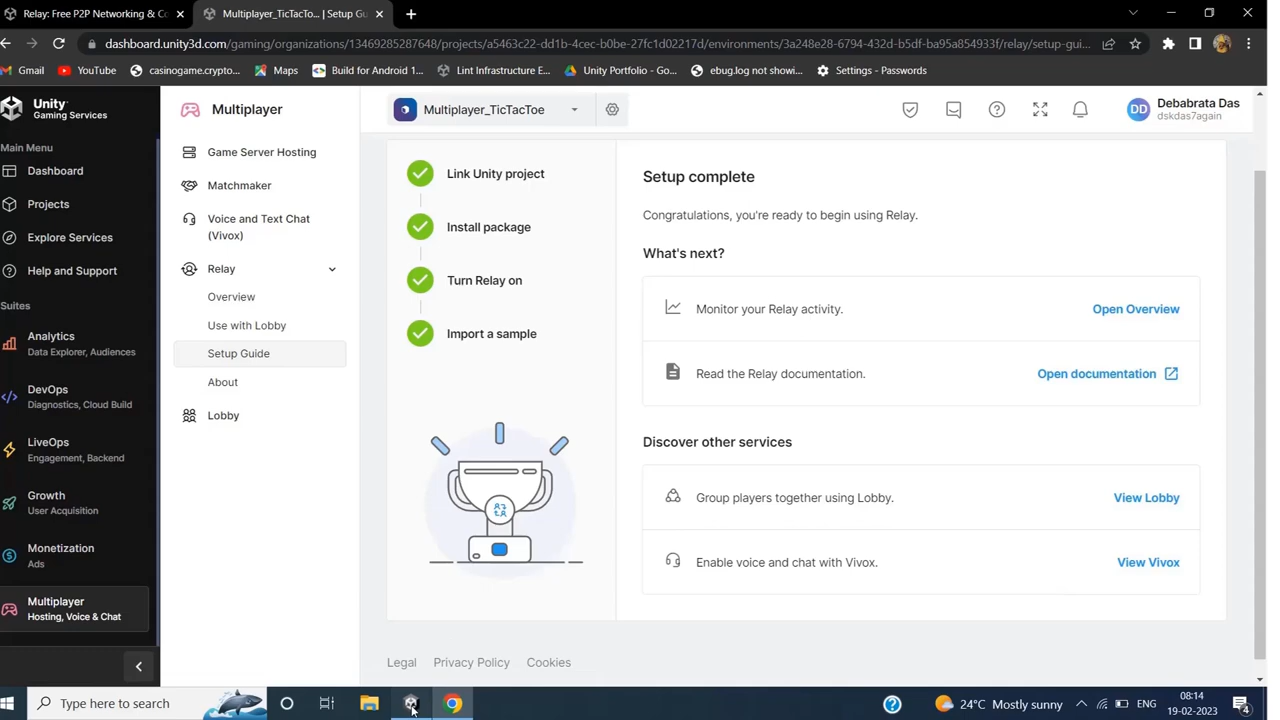 Relay: Free P2P Networking & Co
Multiplayer_TicTacTo... | Setup Gu
dashboard.unity3d.com/gaming/organizations/13469285287648/projects/a5463c22-dd1b-4cec-b0be-27fc1d02217d/environments/3a248e28-6794-432d-b5df-ba95a854933f/relay/setup-gui...
Gmail
YouTube
casinogame.crypto...
Maps
Build for Android 1...
Lint Infrastructure E...
Unity Portfolio - Go...
ebug.log not showi...
Settings - Passwords
Unity
Gaming Services
Main Menu
Dashboard
Projects
Explore Services
Help and Support
Suites
Analytics
Data Explorer, Audiences
DevOps
Diagnostics, Cloud Build
LiveOps
Engagement, Backend
Growth
User Acquisition
Monetization
Ads
Multiplayer
Hosting, Voice & Chat
Multiplayer
Game Server Hosting
Matchmaker
Voice and Text Chat
(Vivox)
Relay
Overview
Use with Lobby
Setup Guide
About
Lobby
Multiplayer_TicTacToe
DD
Debabrata Das
dskdas7again
Link Unity project
Install package
Turn Relay on
Import a sample
Setup complete
Congratulations, you're ready to begin using Relay.
What's next?
Monitor your Relay activity.
Open Overview
Read the Relay documentation.
Open documentation
Discover other services
Group players together using Lobby.
View Lobby
Enable voice and chat with Vivox.
View Vivox
Legal
Privacy Policy
Cookies
Type here to search
24°C Mostly sunny
ENG
08:14
19-02-2023
4